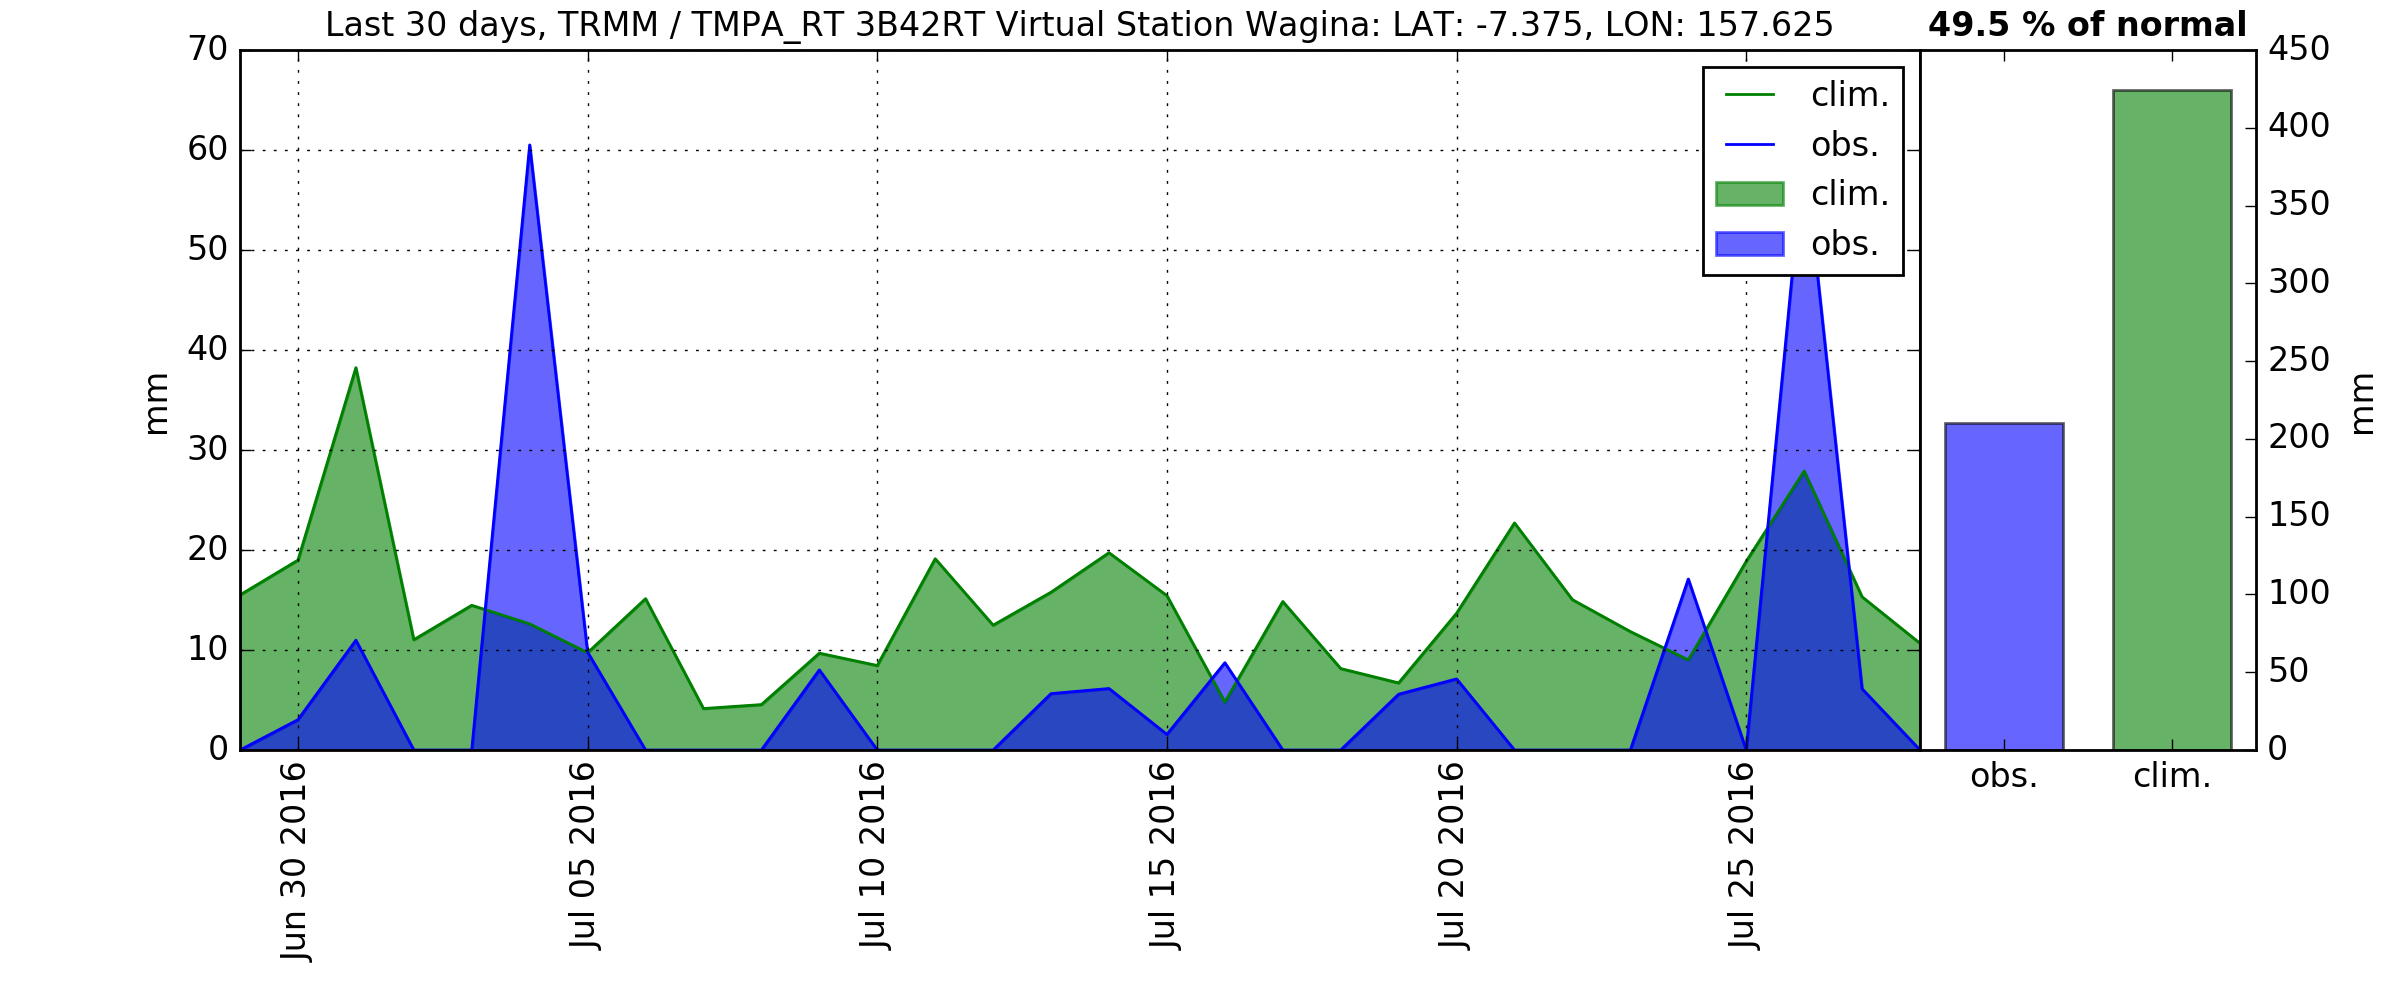 Last 30 days, TRMM / TMPA_RT 3B42RT Virtual Station Wagina: LAT: -7.375, LON: 157.625
49.5 % of normal
70
60
50
40
30
20
10
0
mm
clim.
obs.
clim.
obs.
Jun 30 2016
Jul 05 2016
Jul 10 2016
Jul 15 2016
Jul 20 2016
Jul 25 2016
450
400
350
300
250
200
150
100
50
0
mm
obs.
clim.